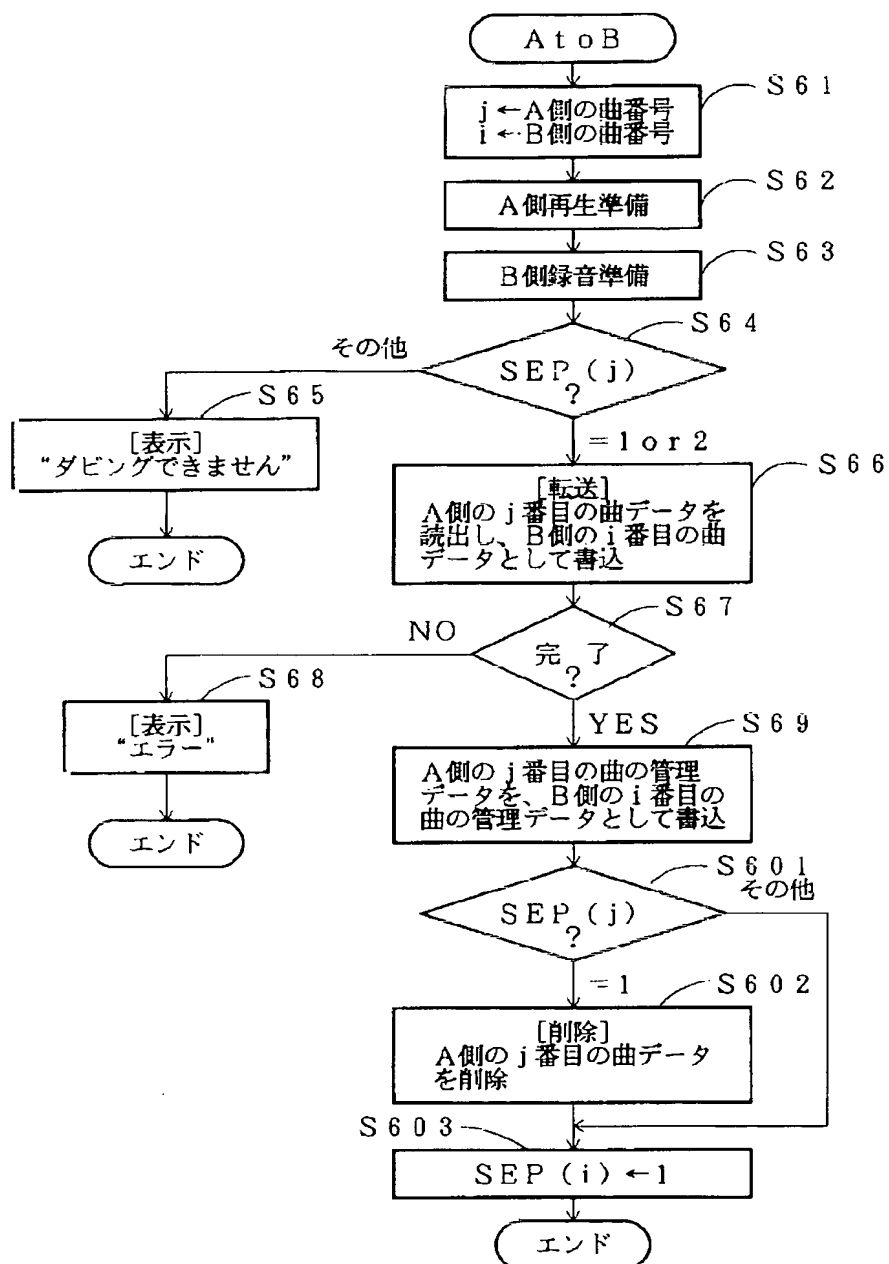 AtoB
S61
j←A側の曲番号
i←B側の曲番号
S62
A側再生準備
S63
B側録音準備
S64
その他
SEP(j)
?
S65
[表示]
“ダビングできません”
エンド
=1or2
S66
[転送]
A側のj番目の曲データを
読出し、B側のi番目の曲
データとして書込
S67
NO
完了
?
S68
[表示]
“エラー”
エンド
YES
S69
A側のj番目の曲の管理
データを、B側のi番目の
曲の管理データとして書込
S601
その他
SEP(j)
?
=1
S602
[削除]
A側のj番目の曲データ
を削除
S603
SEP(i)←1
エンド